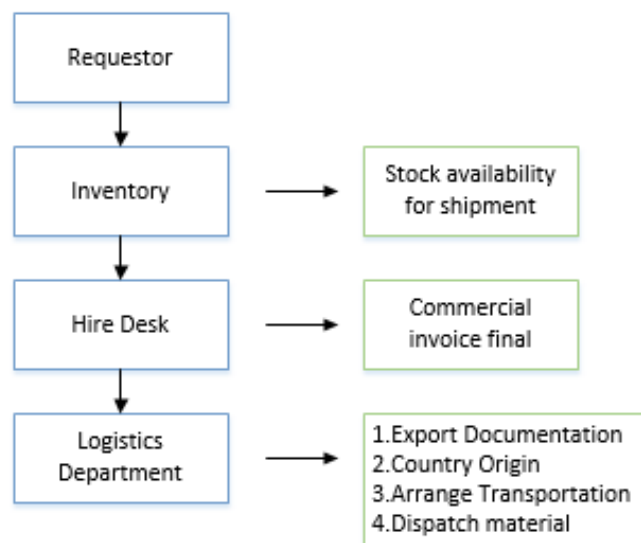 Requestor
Inventory
Stock availability
for shipment
Hire Desk
Commercial
invoice final
Logistics
Department
1.Export Documentation
2.Country Origin
3.Arrange Transportation
4.Dispatch material